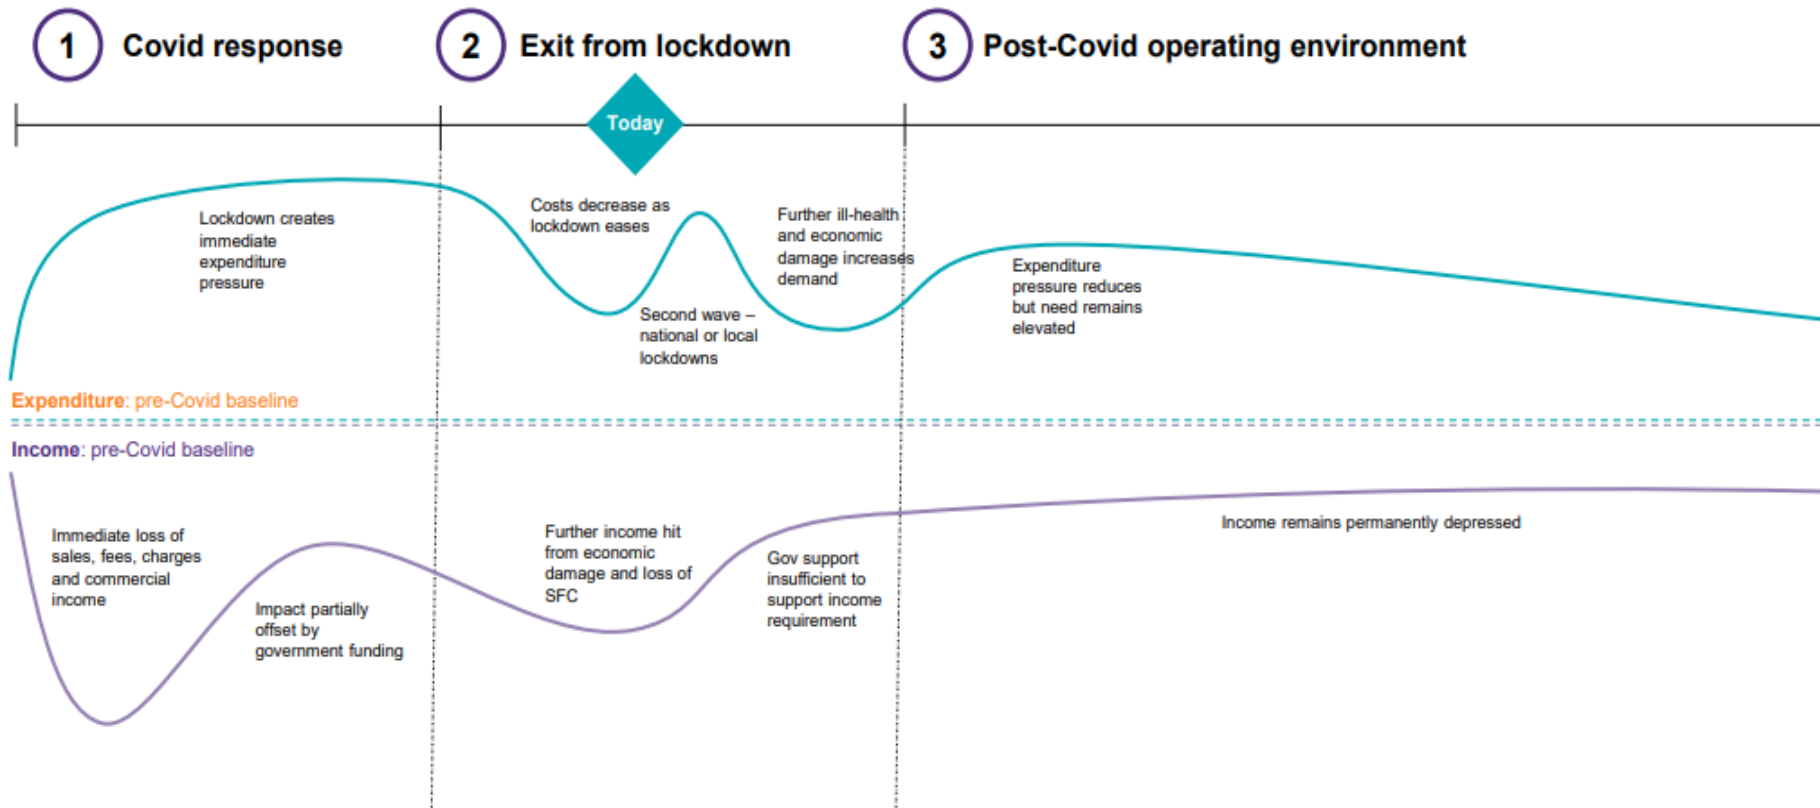 1 Covid response
2 Exit from lockdown
3 Post-Covid operating environment
Today
Lockdown creates
immediate
expenditure
pressure
Costs decrease as
lockdown eases
Second wave –
national or local
lockdowns
Further ill-health
and economic
damage increases
demand
Expenditure
pressure reduces
but need remains
elevated
Expenditure: pre-Covid baseline
Income: pre-Covid baseline
Immediate loss of
sales, fees, charges
and commercial
income
Impact partially
offset by
government funding
Further income hit
from economic
damage and loss of
SFC
Gov support
insufficient to
support income
requirement
Income remains permanently depressed